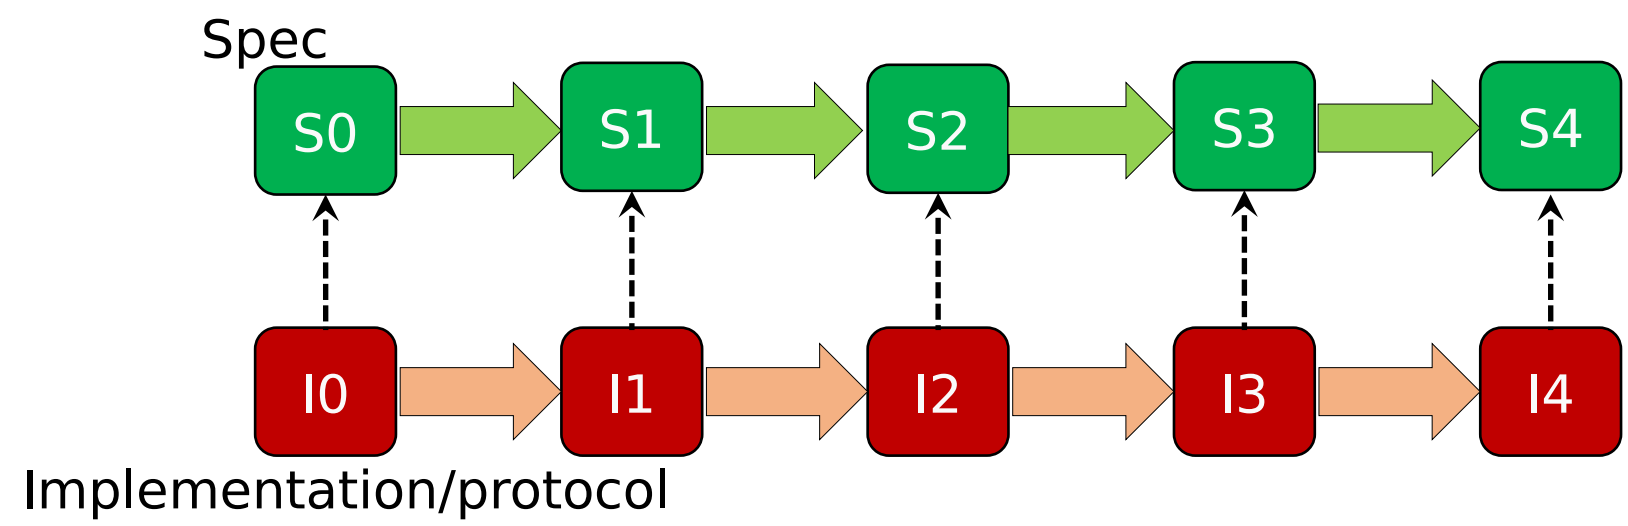 Spec
S0 S1 S2 S3 S4
I0 I1 I2 I3 I4
Implementation/protocol